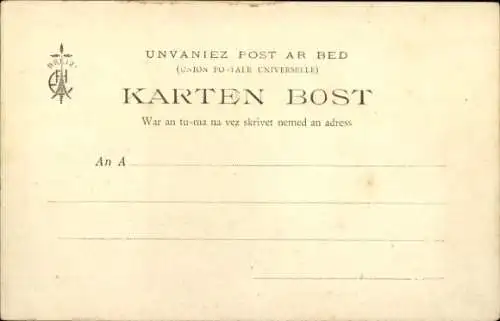 BREIZ
UNVANIEZ POST AR BED
(UNION POSTALE UNIVERSELLE)
KARTEN BOST
War an tu-ma na vez skrivet nemed an adress
An A